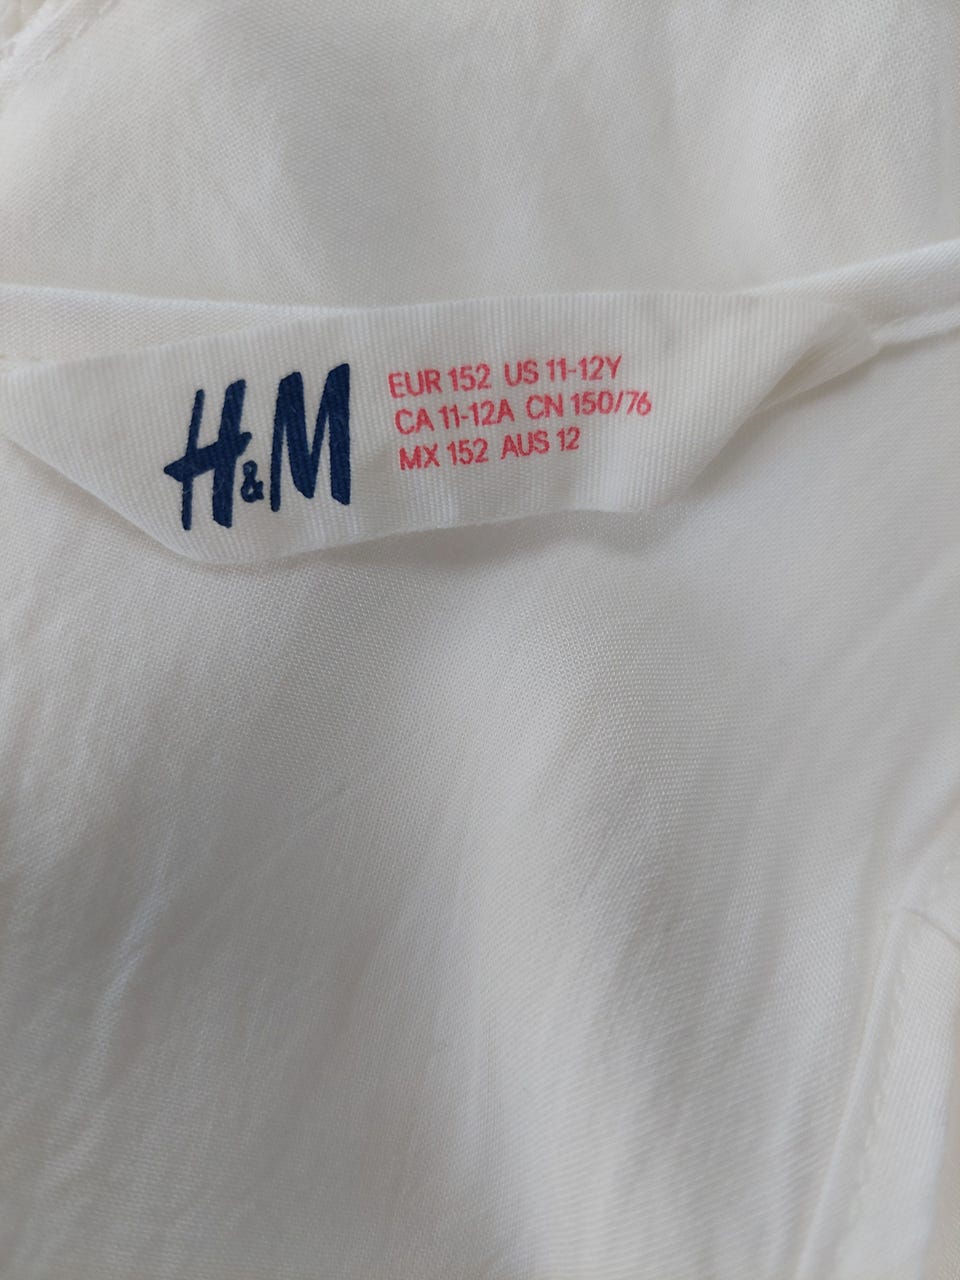 H&M
EUR 152 US 11-12Y
CA 11-12A CN 150/76
MX 152 AUS 12